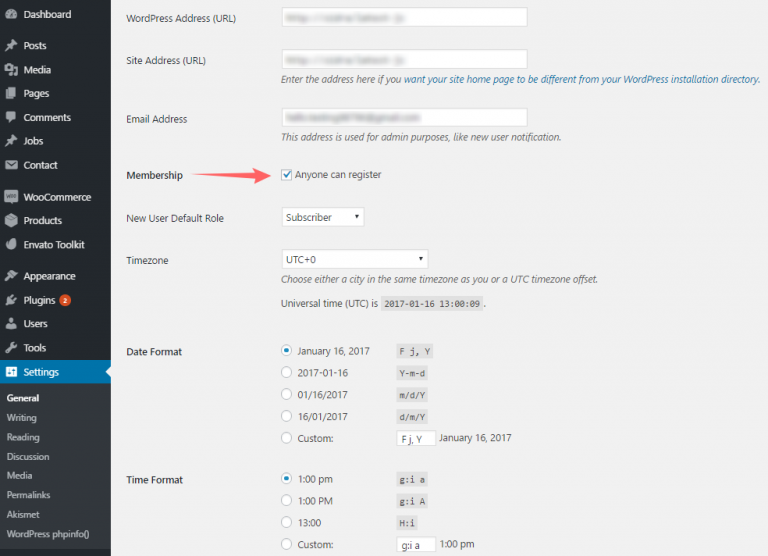 Dashboard
Posts
Media
Pages
Comments
Jobs
Contact
WooCommerce
Products
Envato Toolkit
Appearance
Plugins 2
Users
Tools
Settings
General
Writing
Reading
Discussion
Media
Permalinks
Akismet
WordPress phpinfo()
WordPress Address (URL)
Site Address (URL)
Enter the address here if you want your site home page to be different from your WordPress installation directory.
Email Address
This address is used for admin purposes, like new user notification.
Membership Anyone can register
New User Default Role Subscriber
Timezone UTC+0
Choose either a city in the same timezone as you or a UTC timezone offset.
Universal time (UTC) is 2017-01-16 13:00:09 .
Date Format January 16, 2017 F j, Y
2017-01-16 Y-m-d
01/16/2017 m/d/Y
16/01/2017 d/m/Y
Custom: F j, Y January 16, 2017
Time Format 1:00 pm g:i a
1:00 PM g:i A
13:00 H:i
Custom: g:i a 1:00 pm